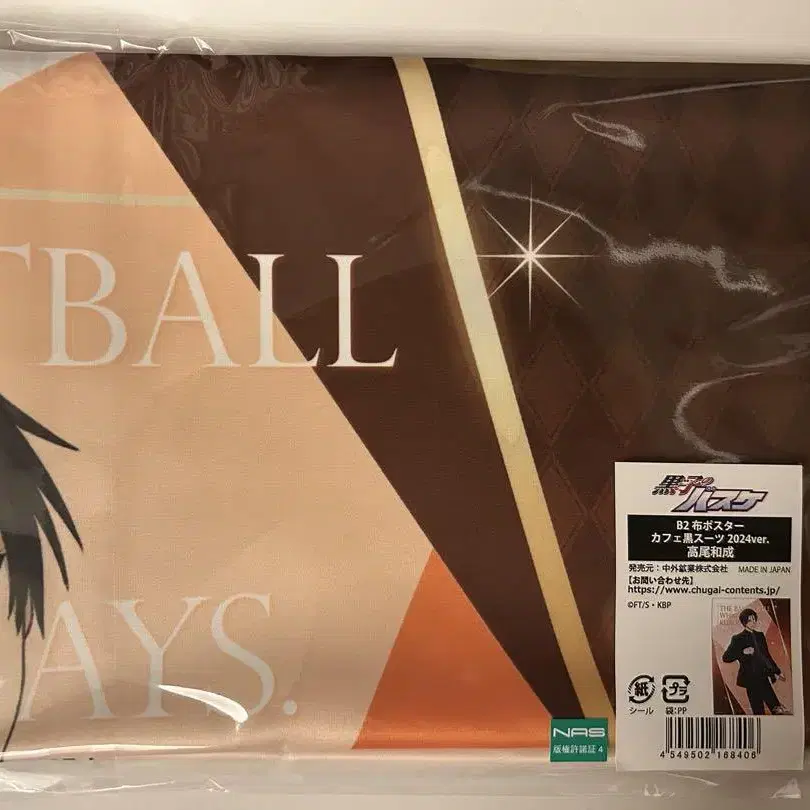 TBALL
AYS.
黒子のバスケ
B2 布ポスター
カフェ黒スーツ 2024ver.
高尾和成
発売元：中外鉱業株式会社 MADE IN JAPAN
【お問い合わせ先】
https://www.chugai-contents.jp/
©FT/S・KBP
紙
プラ
シール 袋:PP
4 549502 168406
NAS
版権許諾証 4